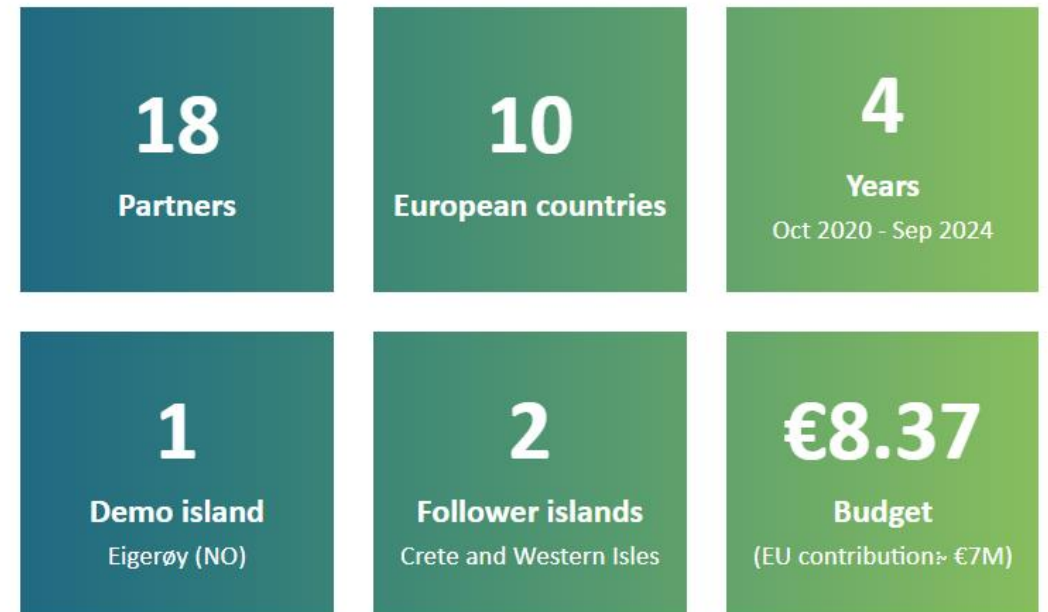 18
Partners
10
European countries
4
Years
Oct 2020 - Sep 2024
1
Demo island
Eigerøy (NO)
2
Follower islands
Crete and Western Isles
€8.37
Budget
(EU contribution:~ €7M)